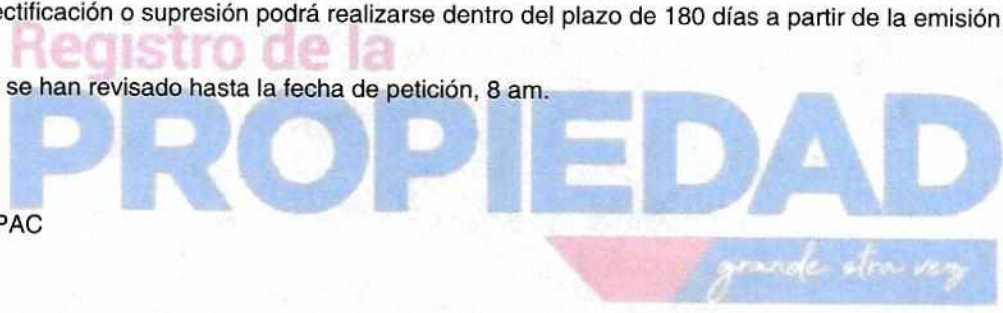 ectificación o supresión podrá realizarse dentro del plazo de 180 días a partir de la emisión
Registro de la
se han revisado hasta la fecha de petición, 8 am.
PROPIEDAD
PAC
grande otra vez